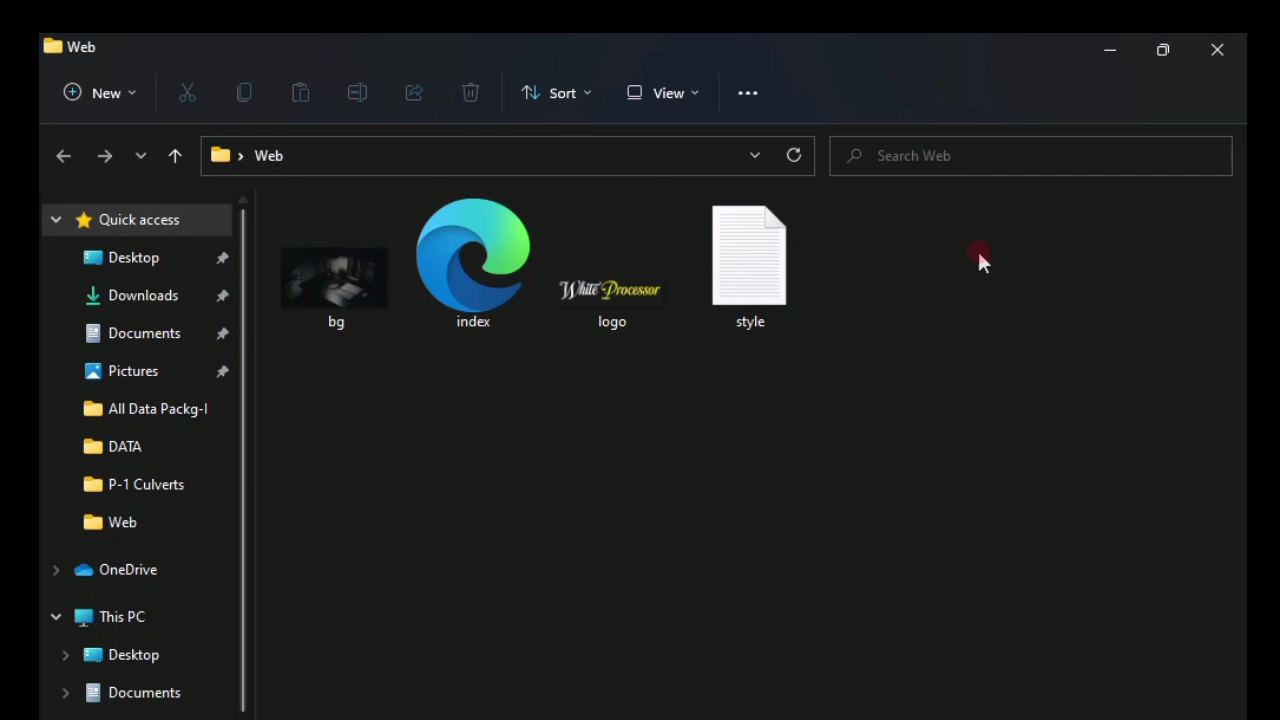 Web
New
Sort
View
Web
Search Web
Quick access
Desktop
Downloads
Documents
Pictures
All Data Packg-I
DATA
P-1 Culverts
Web
OneDrive
This PC
Desktop
Documents
White Processor
bg
index
logo
style